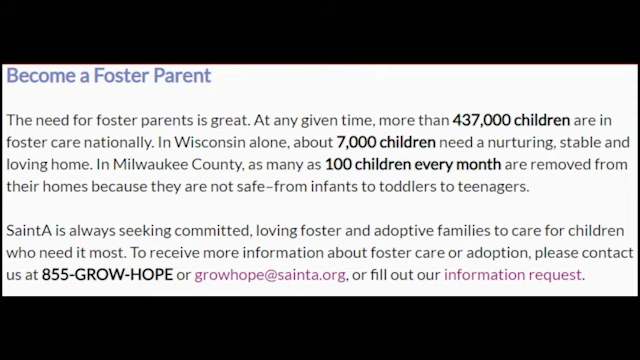 Become a Foster Parent
The need for foster parents is great. At any given time, more than 437,000 children are in
foster care nationally. In Wisconsin alone, about 7,000 children need a nurturing, stable and
loving home. In Milwaukee County, as many as 100 children every month are removed from
their homes because they are not safe–from infants to toddlers to teenagers.
SaintA is always seeking committed, loving foster and adoptive families to care for children
who need it most. To receive more information about foster care or adoption, please contact
us at 855-GROW-HOPE or growhope@sainta.org, or fill out our information request.